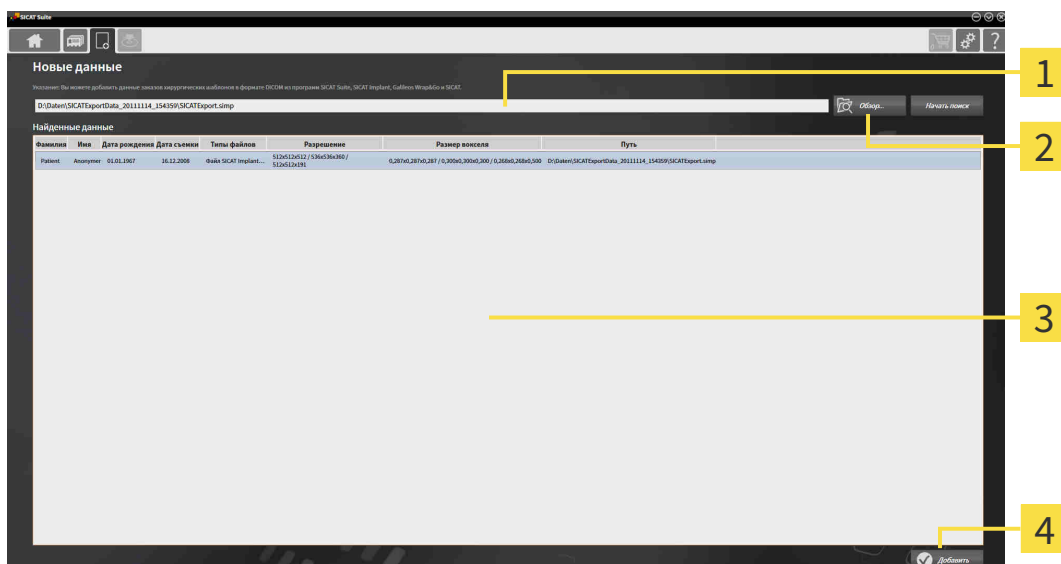 SICAT Suite
Новые данные
Указание: Вы можете добавить данные заказов хирургических шаблонов в формате DICOM из программ SICAT Suite, SICAT Implant, Galileos Wrap&Go и SICAT.
D:\Daten\SICATExportData_20111114_154359\SICATExport.simp
Обзор...
Начать поиск
Найденные данные
Фамилия Имя Дата рождения Дата съемки Типы файлов Разрешение Размер вокселя Путь
Patient Anonymer 01.01.1967 16.12.2008 Файл SICAT Implant... 512x512x512 / 536x536x360 / 0,287x0,287x0,287 / 0,300x0,300x0,300 / 0,268x0,268x0,500 D:\Daten\SICATExportData_20111114_154359\SICATExport.simp
512x512x191
Добавить
1
2
3
4